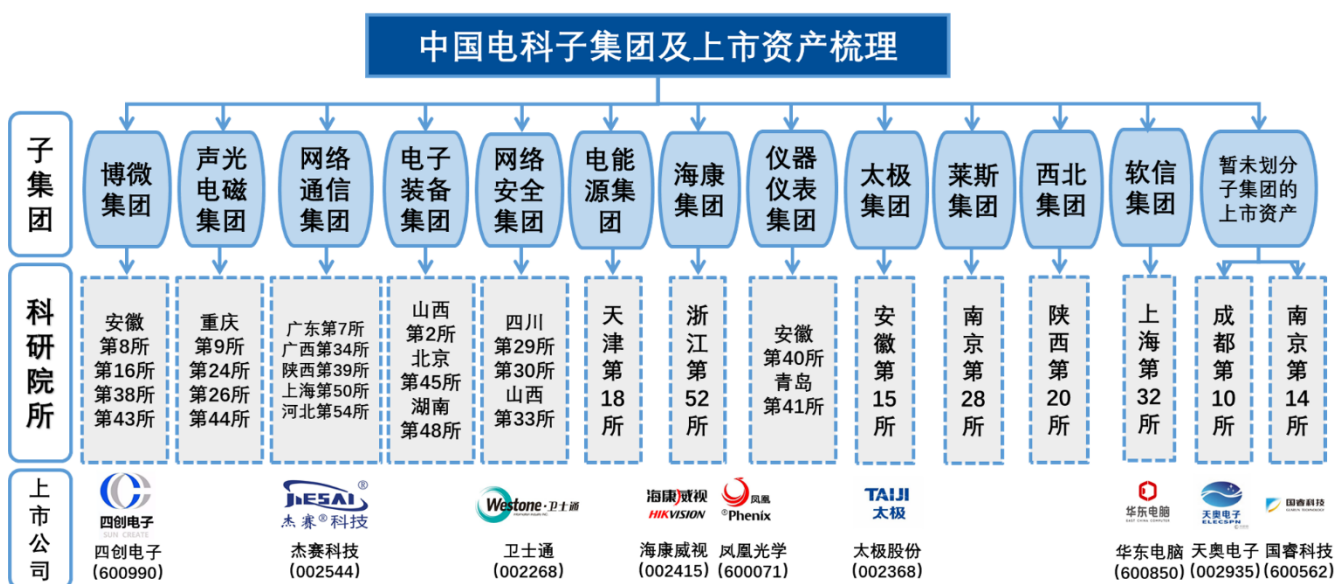 中国电科子集团及上市资产梳理
子集团
博微
集团
声光
电磁
集团
网络
通信
集团
电子
装备
集团
网络
安全
集团
电能
源集
团
海康
集团
仪器
仪表
集团
太极
集团
莱斯
集团
西北
集团
软信
集团
暂未划分
子集团的
上市资产
科研院所
安徽
第8所
第16所
第38所
第43所
重庆
第9所
第24所
第26所
第44所
广东第7所
广西第34所
陕西第39所
上海第50所
河北第54所
山西
第2所
北京
第45所
湖南
第48所
四川
第29所
第30所
山西
第33所
天津第18所
浙江第52所
安徽
第40所
青岛
第41所
安徽第15所
南京第28所
陕西第20所
上海第32所
成都第10所
南京第14所
上市公司
四创电子
SUN CREATE
四创电子
(600990)
JIESAI®
杰赛®科技
杰赛科技
(002544)
Westone·卫士通
卫士通
(002268)
海康威视
HIKVISION
海康威视
(002415)
凤凰
®Phenix
凤凰光学
(600071)
TAIJI
太极
太极股份
(002368)
华东电脑
EAST CHINA COMPUTER
华东电脑
(600850)
天奥电子
ELECSPN
天奥电子
(002935)
国睿科技
国睿科技
(600562)